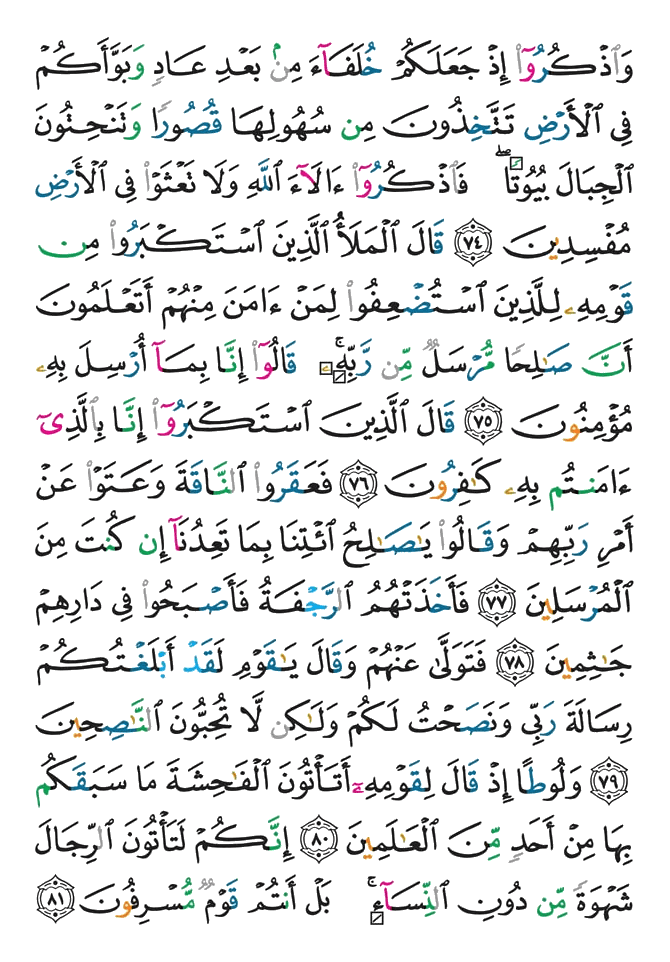 وَٱذۡكُرُوٓاْ إِذۡ جَعَلَكُمۡ خُلَفَآءَ مِنۢ بَعۡدِ عَادٖ وَبَوَّأَكُمۡ
فِي ٱلۡأَرۡضِ تَتَّخِذُونَ مِن سُهُولِهَا قُصُورٗا وَتَنۡحِتُونَ
ٱلۡجِبَالَ بُيُوتٗاۖ فَٱذۡكُرُوٓاْ ءَالَآءَ ٱللَّهِ وَلَا تَعۡثَوۡاْ فِي ٱلۡأَرۡضِ
مُفۡسِدِينَ ٧٤ قَالَ ٱلۡمَلَأُ ٱلَّذِينَ ٱسۡتَكۡبَرُواْ مِن
قَوۡمِهِۦ لِلَّذِينَ ٱسۡتُضۡعِفُواْ لِمَنۡ ءَامَنَ مِنۡهُمۡ أَتَعۡلَمُونَ
أَنَّ صَٰلِحٗا مُّرۡسَلٞ مِّن رَّبِّهِۦۚ قَالُوٓاْ إِنَّا بِمَآ أُرۡسِلَ بِهِۦ
مُؤۡمِنُونَ ٧٥ قَالَ ٱلَّذِينَ ٱسۡتَكۡبَرُوٓاْ إِنَّا بِٱلَّذِيٓ
ءَامَنتُم بِهِۦ كَٰفِرُونَ ٧٦ فَعَقَرُواْ ٱلنَّاقَةَ وَعَتَوۡاْ عَنۡ
أَمۡرِ رَبِّهِمۡ وَقَالُواْ يَٰصَٰلِحُ ٱئۡتِنَا بِمَا تَعِدُنَآ إِن كُنتَ مِنَ
ٱلۡمُرۡسَلِينَ ٧٧ فَأَخَذَتۡهُمُ ٱلرَّجۡفَةُ فَأَصۡبَحُواْ فِي دَارِهِمۡ
جَٰثِمِينَ ٧٨ فَتَوَلَّىٰ عَنۡهُمۡ وَقَالَ يَٰقَوۡمِ لَقَدۡ أَبۡلَغۡتُكُمۡ
رِسَالَةَ رَبِّي وَنَصَحۡتُ لَكُمۡ وَلَٰكِن لَّا تُحِبُّونَ ٱلنَّٰصِحِينَ
٧٩ وَلُوطًا إِذۡ قَالَ لِقَوۡمِهِۦٓ أَتَأۡتُونَ ٱلۡفَٰحِشَةَ مَا سَبَقَكُم
بِهَا مِنۡ أَحَدٖ مِّنَ ٱلۡعَٰلَمِينَ ٨٠ إِنَّكُمۡ لَتَأۡتُونَ ٱلرِّجَالَ
شَهۡوَةٗ مِّن دُونِ ٱلنِّسَآءِۚ بَلۡ أَنتُمۡ قَوۡمٞ مُّسۡرِفُونَ ٨١